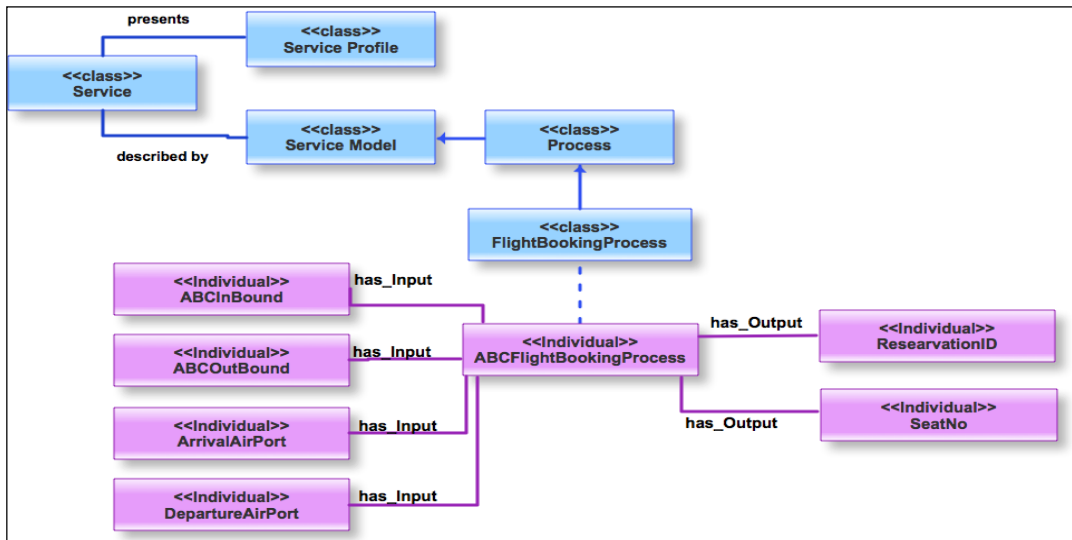 presents
<<class>>
Service Profile
<<class>>
Service
described by
<<class>>
Service Model
<<class>>
Process
<<class>>
FlightBookingProcess
<<Individual>>
ABCInBound
has_Input
<<Individual>>
ABCOutBound
has_Input
<<Individual>>
ArrivalAirPort
has_Input
<<Individual>>
DepartureAirPort
has_Input
<<Individual>>
ABCFlightBookingProcess
has_Output
<<Individual>>
ResearvationID
has_Output
<<Individual>>
SeatNo